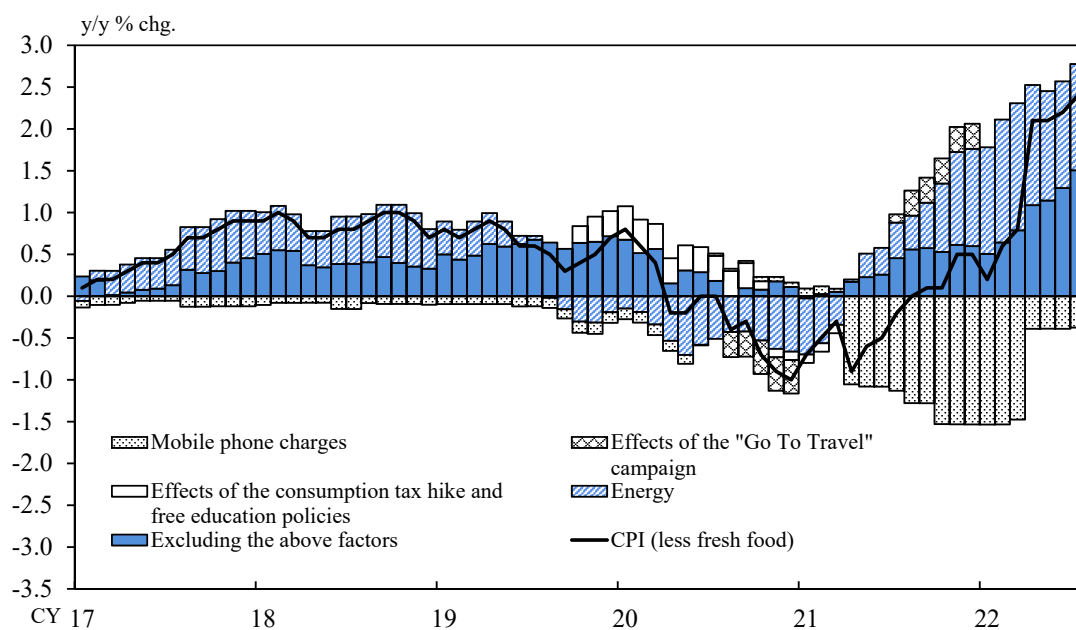 y/y % chg.
3.0
2.5
2.0
1.5
1.0
0.5
0.0
-0.5
-1.0
-1.5
-2.0
-2.5
-3.0
-3.5
Mobile phone charges
Effects of the "Go To Travel"
campaign
Effects of the consumption tax hike and
free education policies
Energy
Excluding the above factors
CPI (less fresh food)
CY 17 18 19 20 21 22